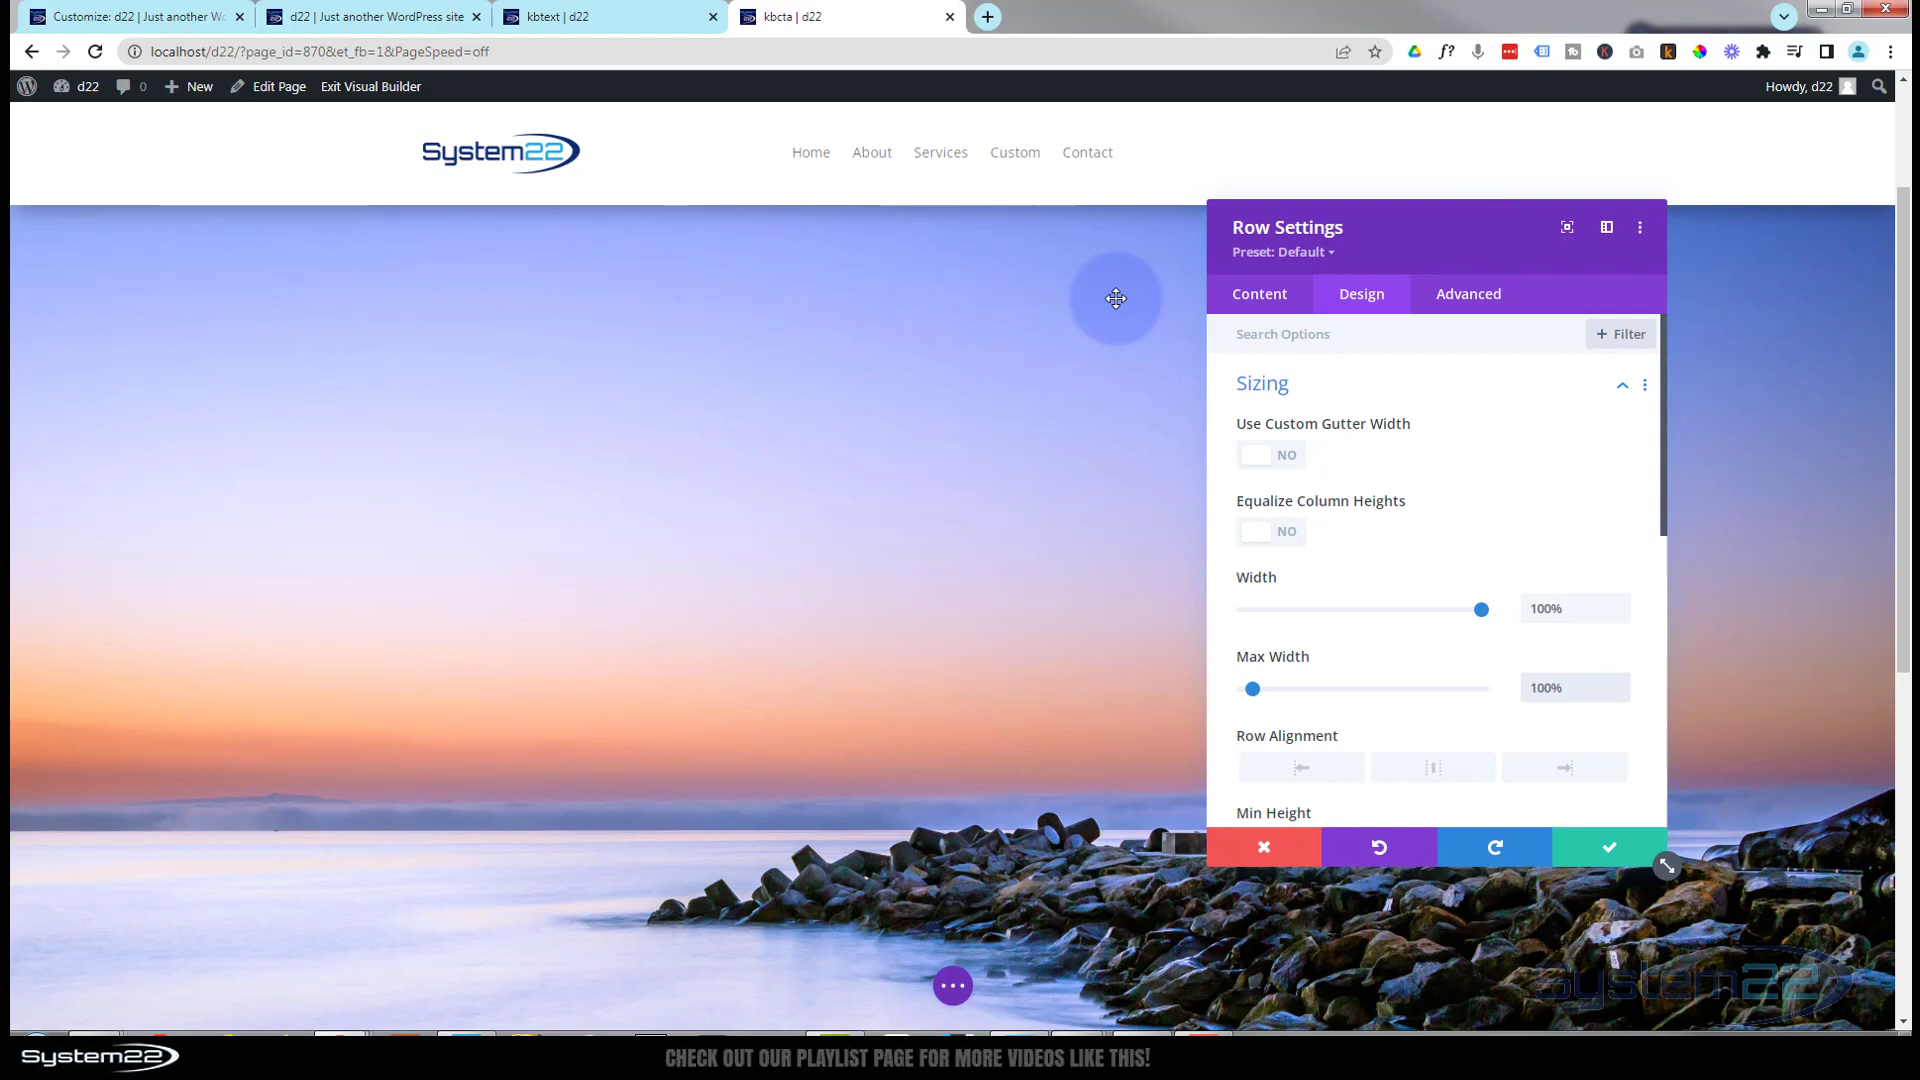 Customize: d22 | Just another Wo
d22 | Just another WordPress site
kbtext | d22
kbcta | d22
localhost/d22/?page_id=870&et_fb=1&PageSpeed=off
d22
0
New
Edit Page
Exit Visual Builder
Howdy, d22
System22
Home
About
Services
Custom
Contact
Row Settings
Preset: Default
Content
Design
Advanced
Search Options
+ Filter
Sizing
Use Custom Gutter Width
NO
Equalize Column Heights
NO
Width
100%
Max Width
100%
Row Alignment
Min Height
System22
System22
CHECK OUT OUR PLAYLIST PAGE FOR MORE VIDEOS LIKE THIS!